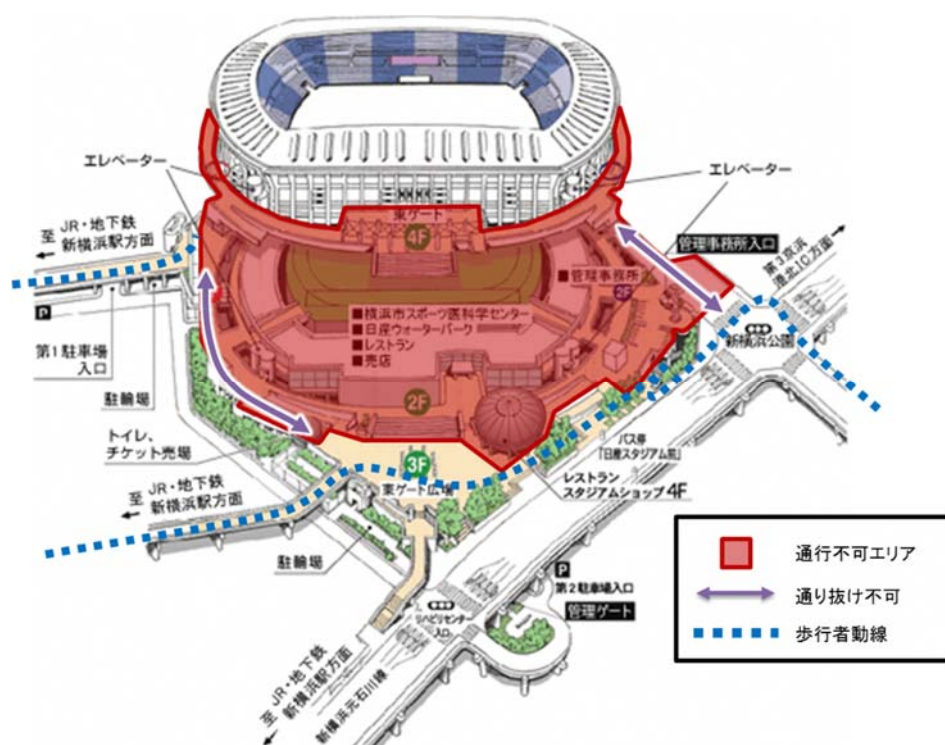 エレベーター
エレベーター
東ゲート
4F
至 JR・地下鉄
新横浜駅方面
管理事務所入口
第3京浜
港北IC方面
■管理事務所
2F
■横浜市スポーツ医科学センター
■日産ウォーターパーク
■レストラン
■売店
新横浜公園
P
第1駐車場
入口
駐輪場
2F
トイレ、
チケット売場
バス停
「日産スタジアム前」
3F
東ゲート広場
レストラン
スタジアムショップ 4F
至 JR・地下鉄
新横浜駅方面
駐輪場
P
第2駐車場入口
管理ゲート
リハビリセンター
入口
至 JR・地下鉄
新横浜駅方面
新横浜元石川線
通行不可エリア
通り抜け不可
歩行者動線